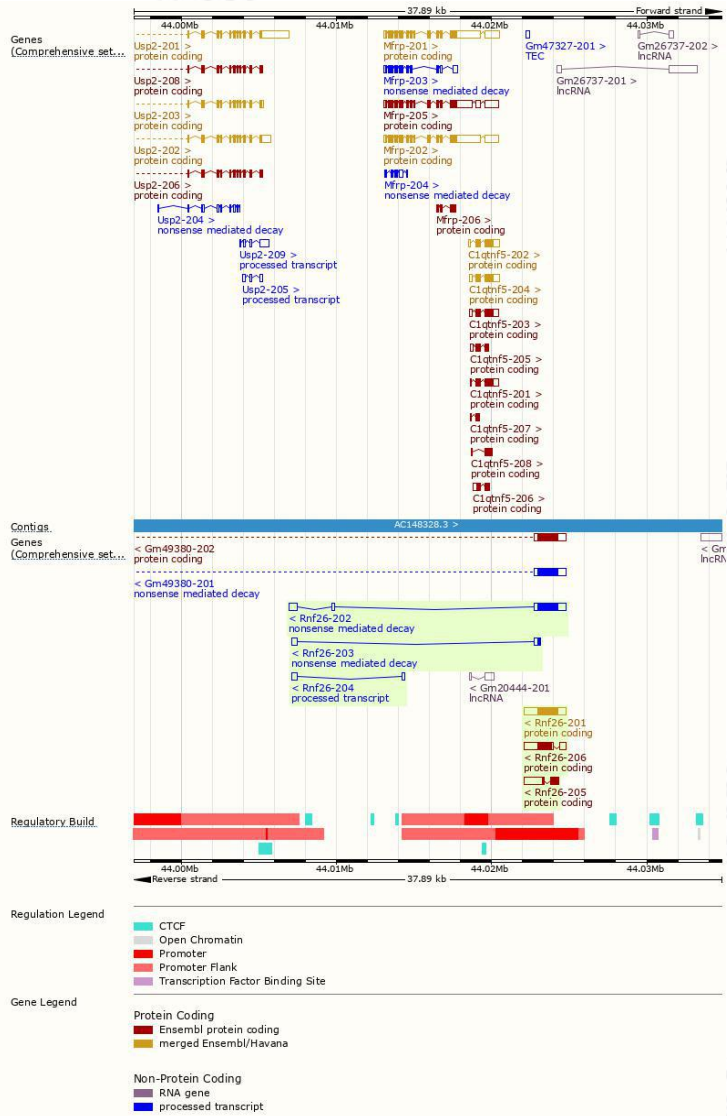 37.89 kb
Forward strand
44.00Mb 44.01Mb 44.02Mb 44.03Mb
Genes
(Comprehensive set...
Usp2-201 >
protein coding
Mfrp-201 >
protein coding
Gm47327-201 >
TEC
Gm26737-202 >
lncRNA
Usp2-208 >
protein coding
Mfrp-203 >
nonsense mediated decay
Gm26737-201 >
lncRNA
Usp2-203 >
protein coding
Mfrp-205 >
protein coding
Usp2-202 >
protein coding
Mfrp-202 >
protein coding
Usp2-206 >
protein coding
Mfrp-204 >
nonsense mediated decay
Usp2-204 >
nonsense mediated decay
Mfrp-206 >
protein coding
Usp2-209 >
processed transcript
C1qtnf5-202 >
protein coding
Usp2-205 >
processed transcript
C1qtnf5-204 >
protein coding
C1qtnf5-203 >
protein coding
C1qtnf5-205 >
protein coding
C1qtnf5-201 >
protein coding
C1qtnf5-207 >
protein coding
C1qtnf5-208 >
protein coding
C1qtnf5-206 >
protein coding
Contigs
AC148328.3 >
Genes
(Comprehensive set...
< Gm49380-202
protein coding
< Gm
lncRN
< Gm49380-201
nonsense mediated decay
< Rnf26-202
nonsense mediated decay
< Rnf26-203
nonsense mediated decay
< Rnf26-204
processed transcript
< Gm20444-201
lncRNA
< Rnf26-201
protein coding
< Rnf26-206
protein coding
< Rnf26-205
protein coding
Regulatory Build
44.00Mb 44.01Mb 44.02Mb 44.03Mb
Reverse strand
37.89 kb
Regulation Legend
CTCF
Open Chromatin
Promoter
Promoter Flank
Transcription Factor Binding Site
Gene Legend
Protein Coding
Ensembl protein coding
merged Ensembl/Havana
Non-Protein Coding
RNA gene
processed transcript